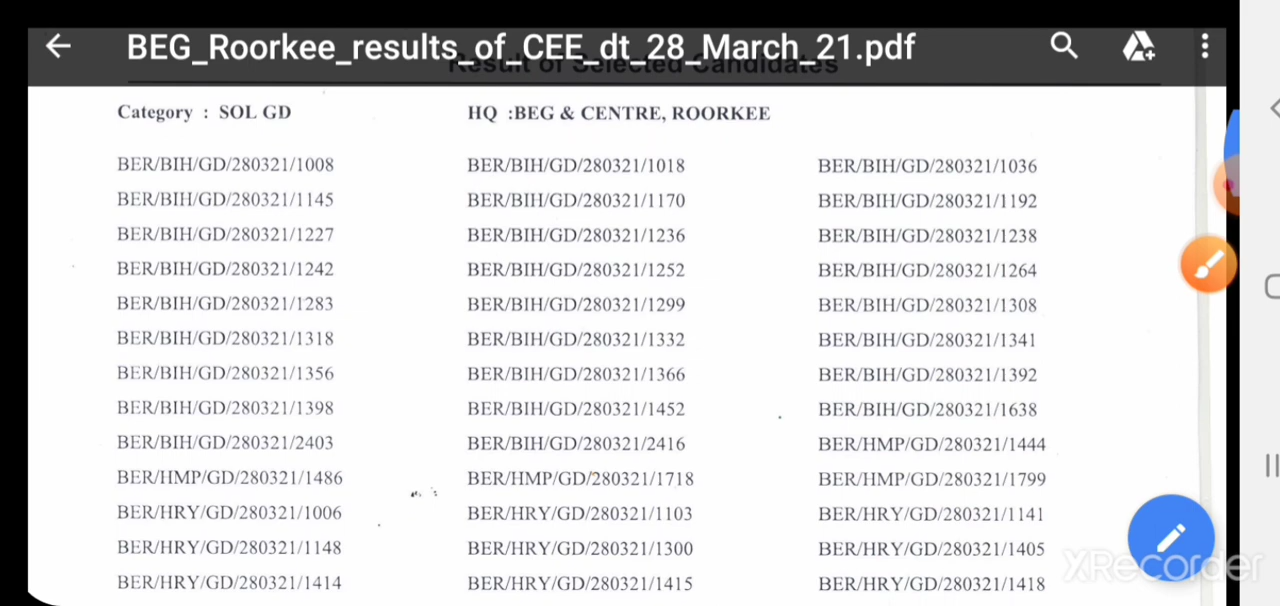 BEG_Roorkee_results_of_CEE_dt_28_March_21.pdf
Result of Selected Candidates
Category : SOL GD HQ :BEG & CENTRE, ROORKEE
BER/BIH/GD/280321/1008 BER/BIH/GD/280321/1018 BER/BIH/GD/280321/1036
BER/BIH/GD/280321/1145 BER/BIH/GD/280321/1170 BER/BIH/GD/280321/1192
BER/BIH/GD/280321/1227 BER/BIH/GD/280321/1236 BER/BIH/GD/280321/1238
BER/BIH/GD/280321/1242 BER/BIH/GD/280321/1252 BER/BIH/GD/280321/1264
BER/BIH/GD/280321/1283 BER/BIH/GD/280321/1299 BER/BIH/GD/280321/1308
BER/BIH/GD/280321/1318 BER/BIH/GD/280321/1332 BER/BIH/GD/280321/1341
BER/BIH/GD/280321/1356 BER/BIH/GD/280321/1366 BER/BIH/GD/280321/1392
BER/BIH/GD/280321/1398 BER/BIH/GD/280321/1452 BER/BIH/GD/280321/1638
BER/BIH/GD/280321/2403 BER/BIH/GD/280321/2416 BER/HMP/GD/280321/1444
BER/HMP/GD/280321/1486 BER/HMP/GD/280321/1718 BER/HMP/GD/280321/1799
BER/HRY/GD/280321/1006 BER/HRY/GD/280321/1103 BER/HRY/GD/280321/1141
BER/HRY/GD/280321/1148 BER/HRY/GD/280321/1300 BER/HRY/GD/280321/1405
BER/HRY/GD/280321/1414 BER/HRY/GD/280321/1415 BER/HRY/GD/280321/1418
XRecorder